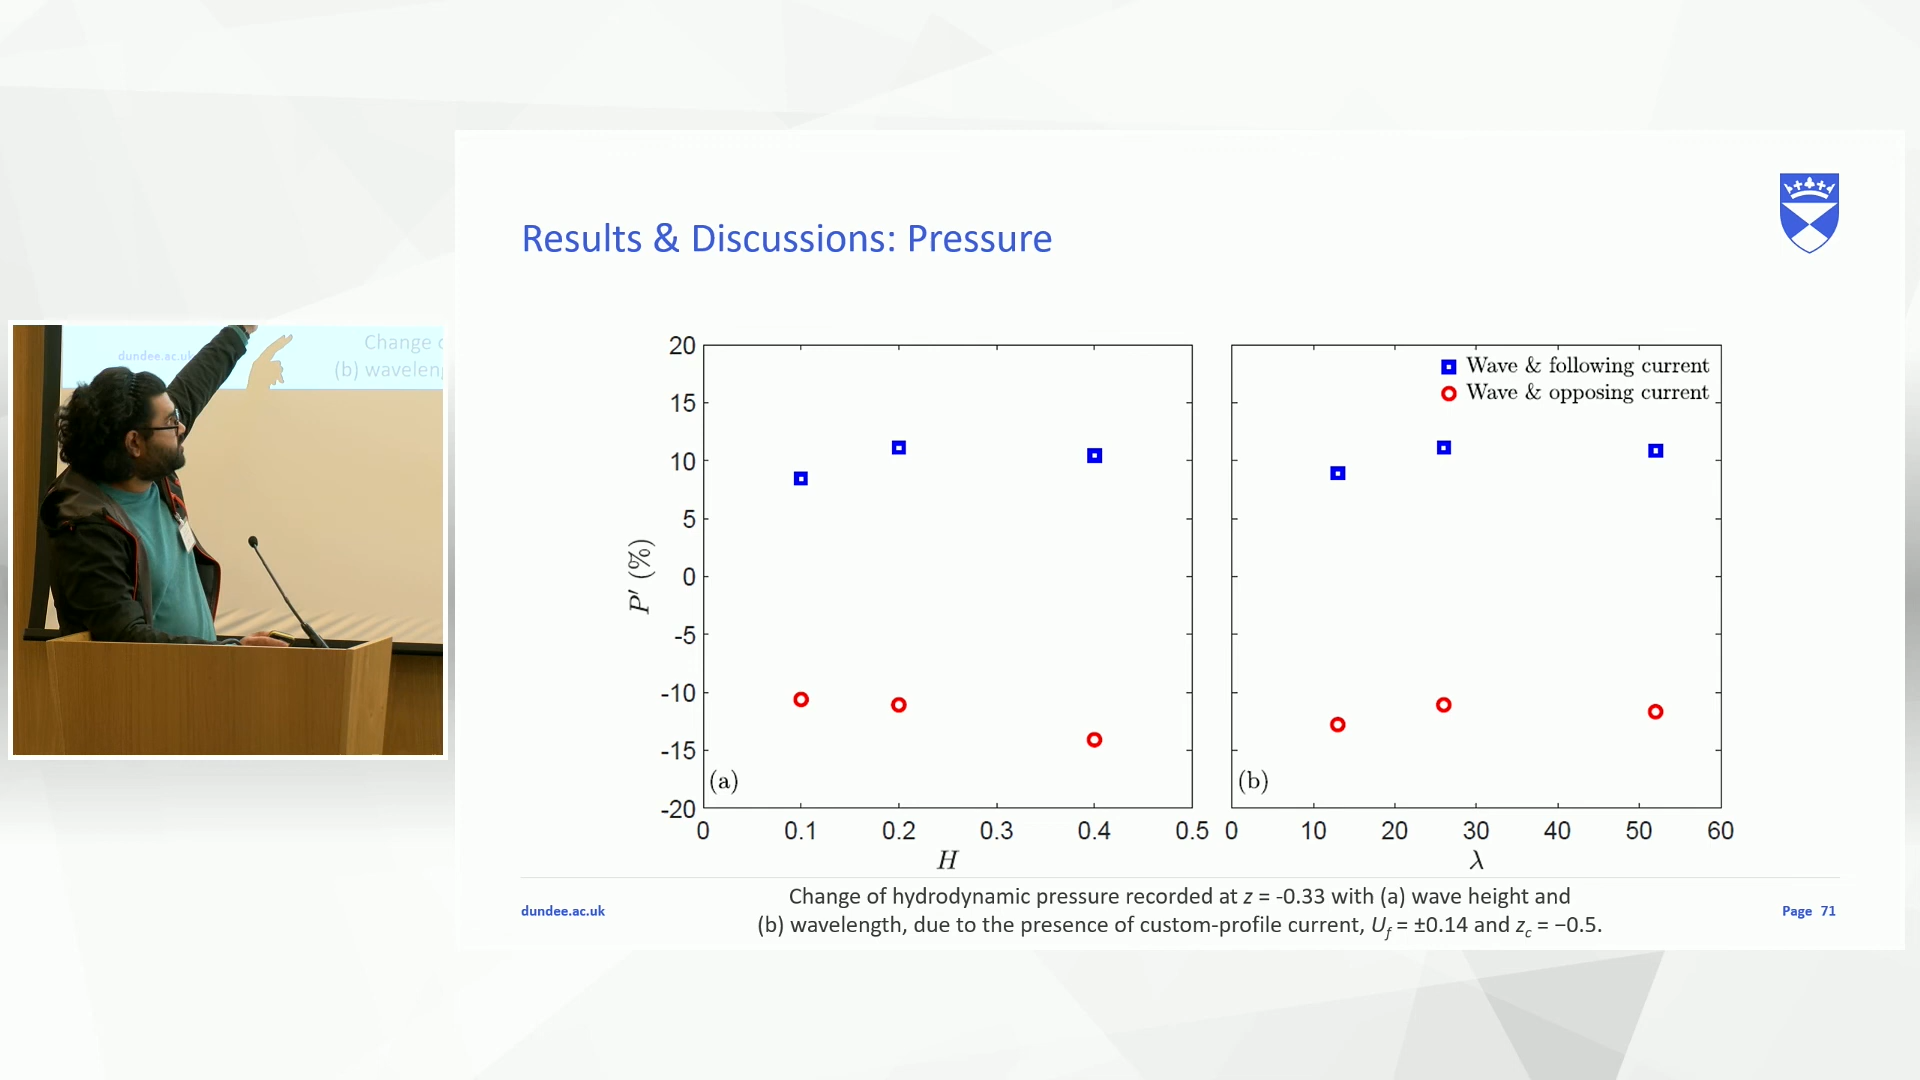 Results & Discussions: Pressure
dundee.ac.uk
Change
(b) wavelen
20
15
10
5
0
-5
-10
-15
-20
P′ (%)
(a)
0 0.1 0.2 0.3 0.4 0.5
H
Wave & following current
Wave & opposing current
(b)
0 10 20 30 40 50 60
λ
Change of hydrodynamic pressure recorded at z = -0.33 with (a) wave height and
(b) wavelength, due to the presence of custom-profile current, Uf = ±0.14 and zc = −0.5.
dundee.ac.uk
Page 71